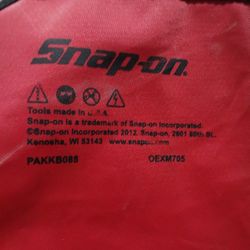 Snap-on.
Tools made in U.S.A.
Snap-on is a trademark of Snap-on Incorporated.
©Snap-on Incorporated 2012. Snap-on, 2801 80th St.,
Kenosha, WI 53143 www.snapon.com
PAKKB085 OEXM705